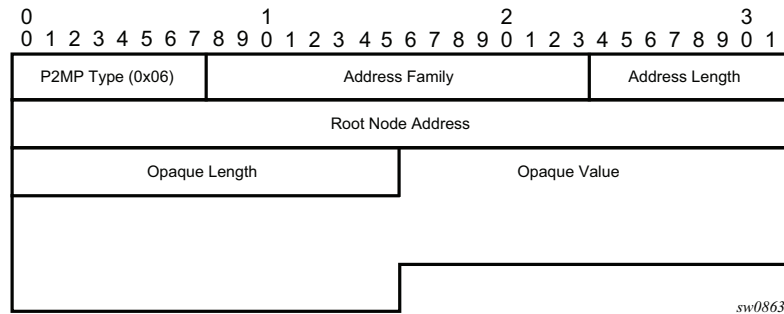 0 1 2 3
0 1 2 3 4 5 6 7 8 9 0 1 2 3 4 5 6 7 8 9 0 1 2 3 4 5 6 7 8 9 0 1
P2MP Type (0x06) Address Family Address Length
Root Node Address
Opaque Length Opaque Value
sw0863